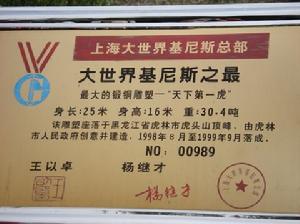 上海大世界基尼斯总部
大世界基尼斯之最
最大的锻铜雕塑—“天下第一虎”
身长:25米 身高:16米 重:30.4吨
该雕塑座落于黑龙江省虎林市虎头山顶峰，由虎林
市人民政府创意并建造，1998年8月至1999年9月落成。
NO: 00989
王以卓 杨继才
杨继才